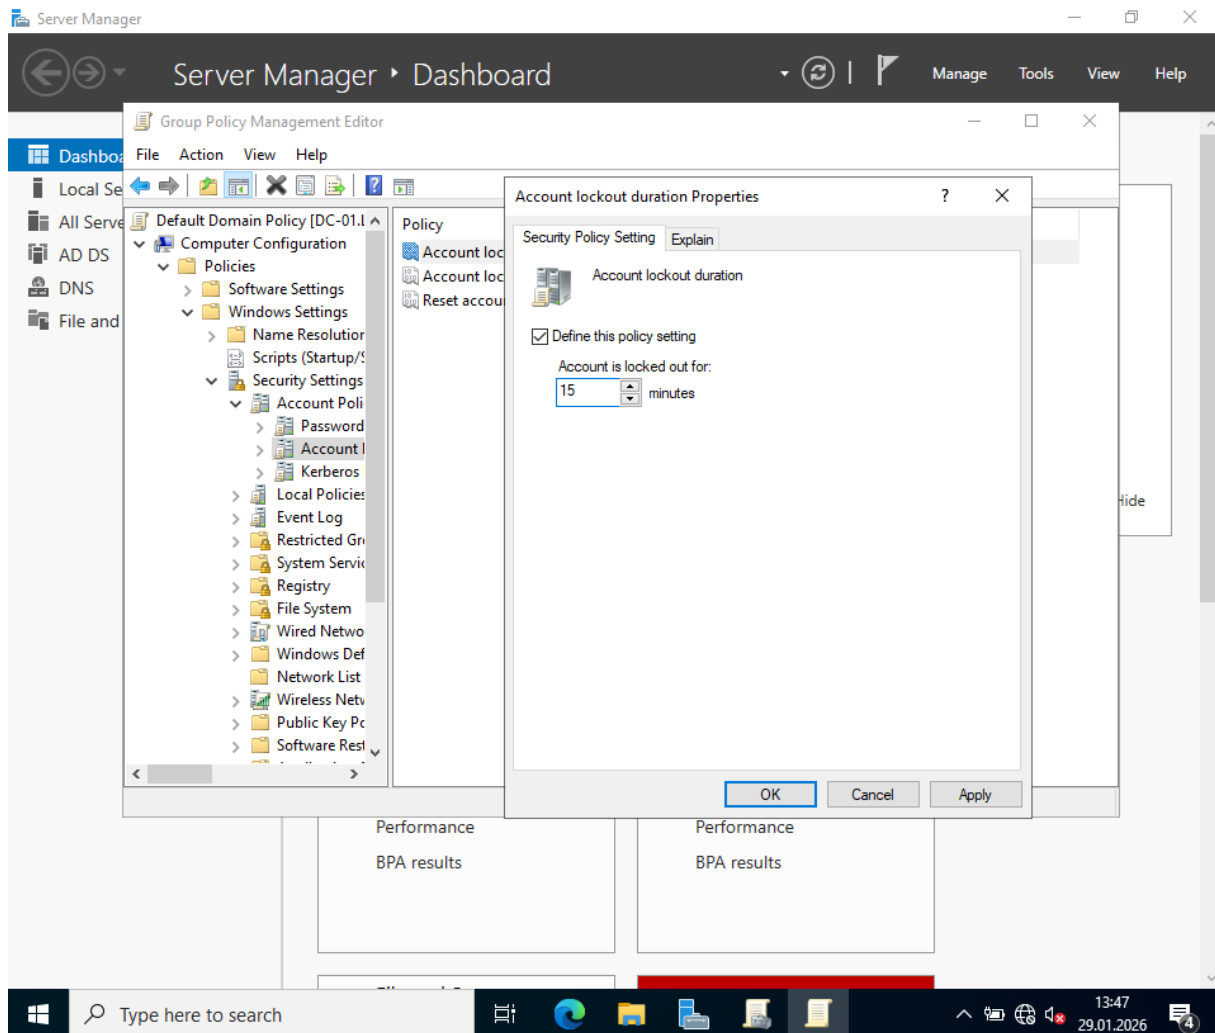 Server Manager
Server Manager Dashboard
Manage Tools View Help
Group Policy Management Editor
File Action View Help
Dashboa
Local Se
All Serve
AD DS
DNS
File and
Default Domain Policy [DC-01.L
Computer Configuration
Policies
Software Settings
Windows Settings
Name Resolution
Scripts (Startup/S
Security Settings
Account Poli
Password
Account l
Kerberos
Local Policies
Event Log
Restricted Gr
System Servic
Registry
File System
Wired Netwo
Windows Def
Network List
Wireless Netw
Public Key Po
Software Rest
Policy
Account loc
Account loc
Reset accou
Account lockout duration Properties
Security Policy Setting Explain
Account lockout duration
Define this policy setting
Account is locked out for:
15 minutes
OK Cancel Apply
Hide
Performance
BPA results
Performance
BPA results
Type here to search
13:47
29.01.2026
4